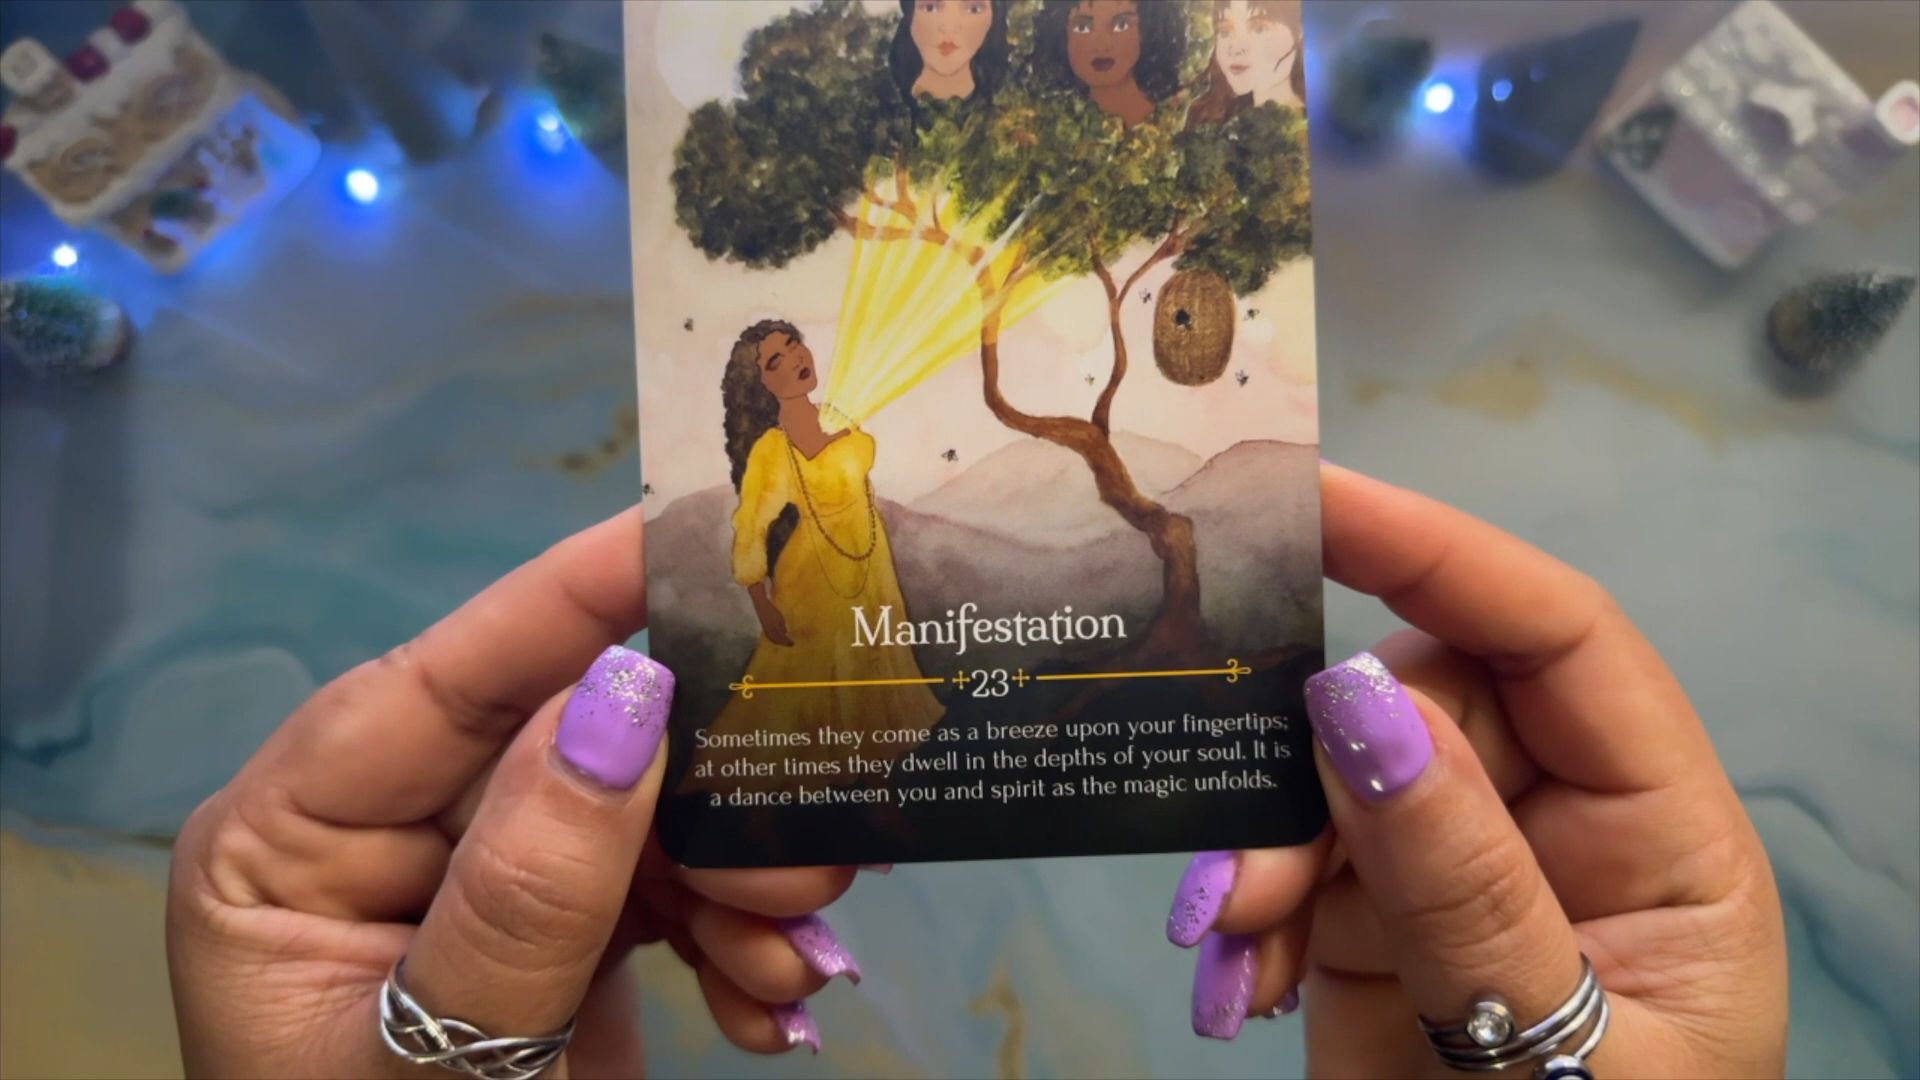 Manifestation
+23+
Sometimes they come as a breeze upon your fingertips;
at other times they dwell in the depths of your soul. It is
a dance between you and spirit as the magic unfolds.